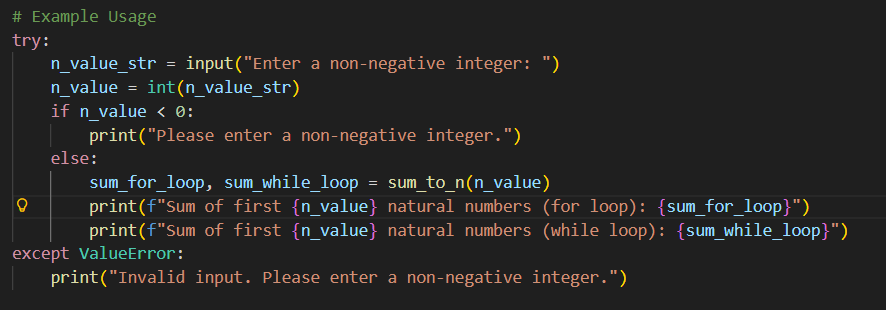 # Example Usage
try:
    n_value_str = input("Enter a non-negative integer: ")
    n_value = int(n_value_str)
    if n_value < 0:
        print("Please enter a non-negative integer.")
    else:
        sum_for_loop, sum_while_loop = sum_to_n(n_value)
        print(f"Sum of first {n_value} natural numbers (for loop): {sum_for_loop}")
        print(f"Sum of first {n_value} natural numbers (while loop): {sum_while_loop}")
except ValueError:
    print("Invalid input. Please enter a non-negative integer.")